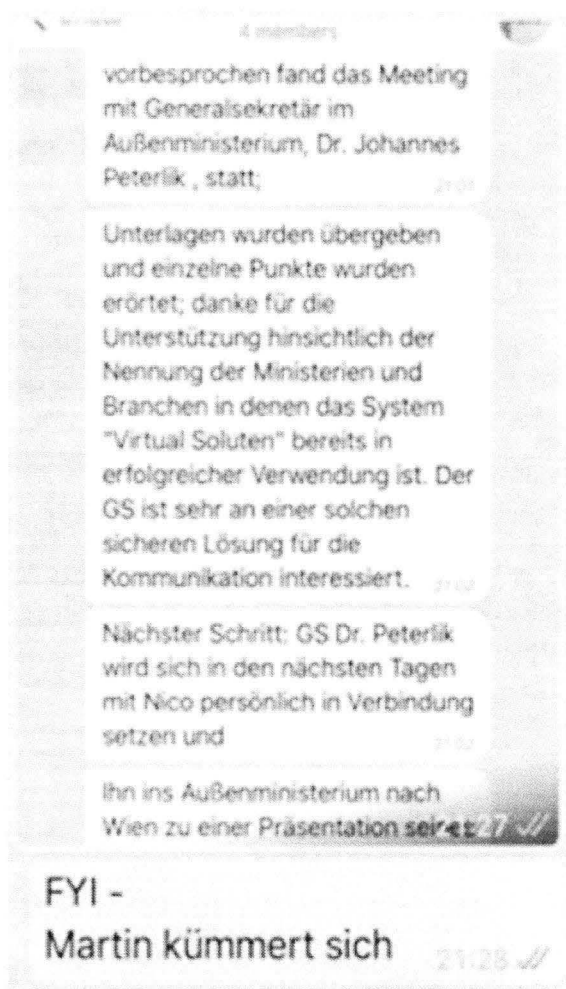 4 members
vorbesprochen fand das Meeting
mit Generalsekretär im
Außenministerium, Dr. Johannes
Peterlik , statt;
21:01
Unterlagen wurden übergeben
und einzelne Punkte wurden
erörtet; danke für die
Unterstützung hinsichtlich der
Nennung der Ministerien und
Branchen in denen das System
"Virtual Soluten" bereits in
erfolgreicher Verwendung ist. Der
GS ist sehr an einer solchen
sicheren Lösung für die
Kommunikation interessiert.
Nächster Schritt: GS Dr. Peterlik
wird sich in den nächsten Tagen
mit Nico persönlich in Verbindung
setzen und
Ihn ins Außenministerium nach
Wien zu einer Präsentation
FYI -
Martin kümmert sich
21:28